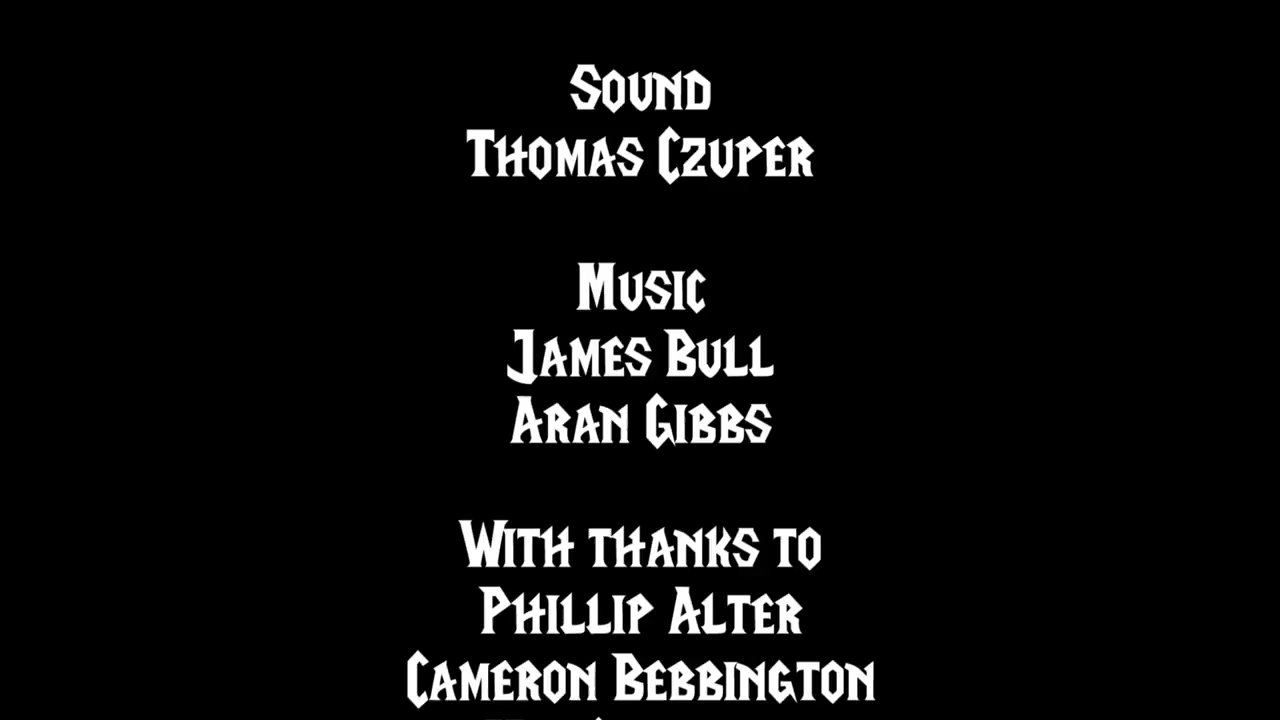 Sound
Thomas Czuper
Music
James Bull
Aran Gibbs
With thanks to
Phillip Alter
Cameron Bebbington